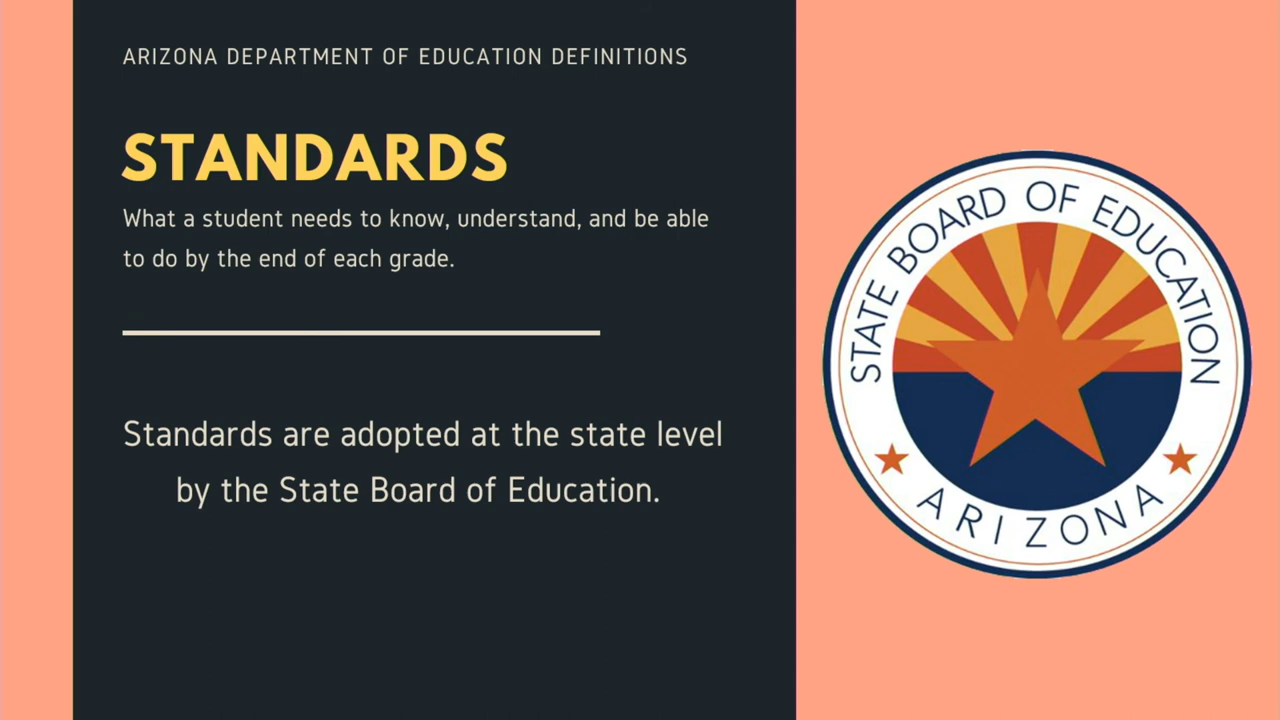 ARIZONA DEPARTMENT OF EDUCATION DEFINITIONS
STANDARDS
What a student needs to know, understand, and be able
to do by the end of each grade.
Standards are adopted at the state level
by the State Board of Education.
STATE BOARD OF EDUCATION
ARIZONA